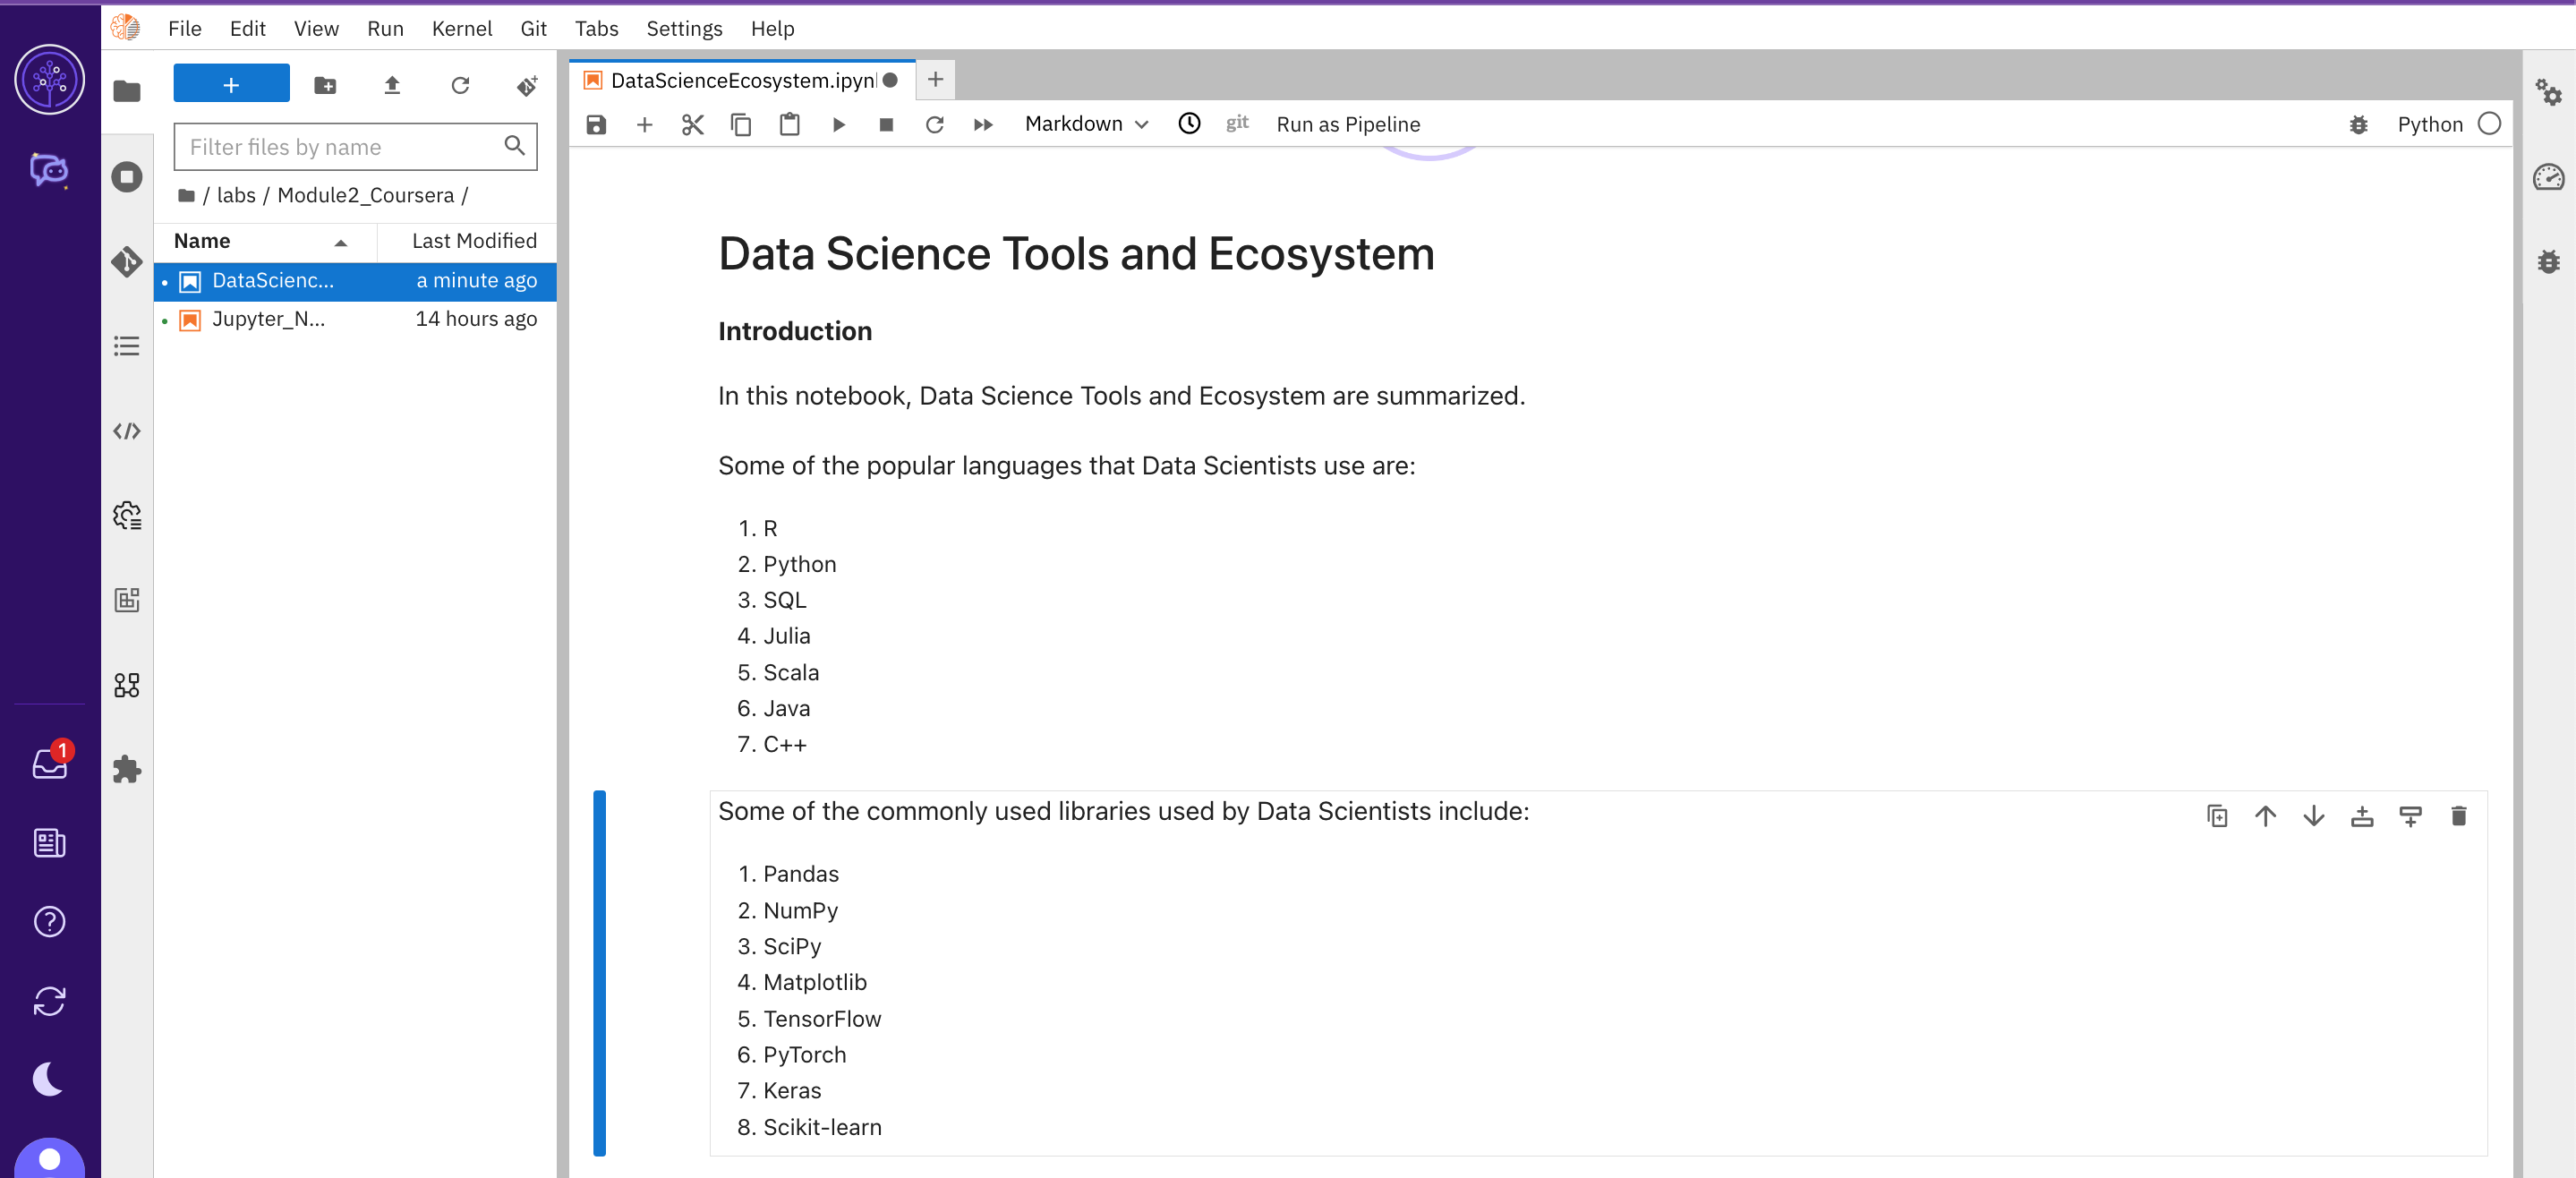 File Edit View Run Kernel Git Tabs Settings Help
+
Filter files by name
/ labs / Module2_Coursera /
Name Last Modified
DataScienc... a minute ago
Jupyter_N... 14 hours ago
1
DataScienceEcosystem.ipyn
Markdown git Run as Pipeline Python
Data Science Tools and Ecosystem
Introduction
In this notebook, Data Science Tools and Ecosystem are summarized.
Some of the popular languages that Data Scientists use are:
1. R
2. Python
3. SQL
4. Julia
5. Scala
6. Java
7. C++
Some of the commonly used libraries used by Data Scientists include:
1. Pandas
2. NumPy
3. SciPy
4. Matplotlib
5. TensorFlow
6. PyTorch
7. Keras
8. Scikit-learn